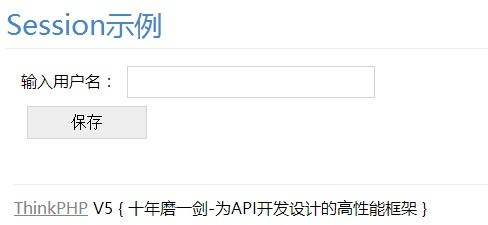 Session示例
输入用户名：
保存
ThinkPHP V5 { 十年磨一剑-为API开发设计的高性能框架 }